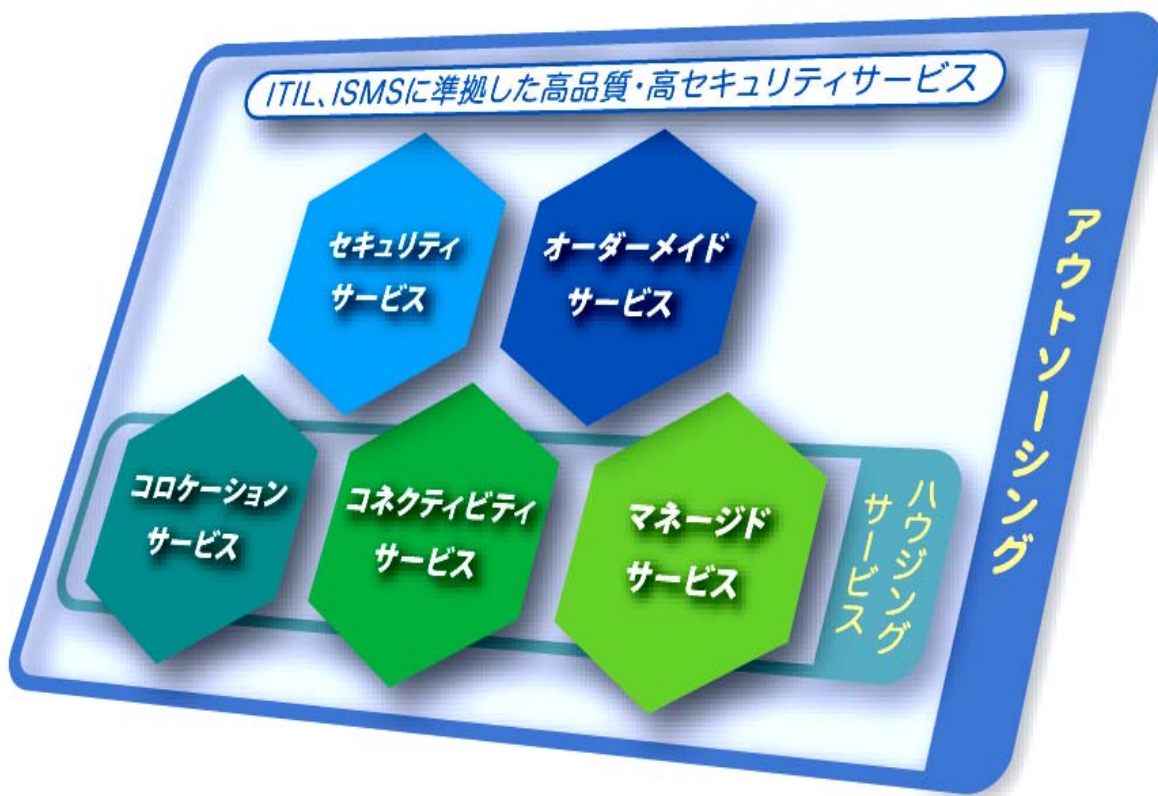 ITIL、ISMSに準拠した高品質・高セキュリティサービス
セキュリティ
サービス
オーダーメイド
サービス
コロケーション
サービス
コネクティビティ
サービス
マネージド
サービス
ハウジング
サービス
アウトソーシング